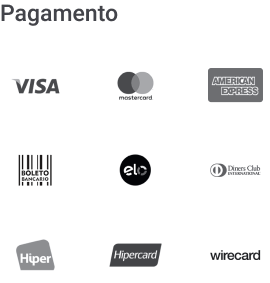 Pagamento
VISA
mastercard
AMERICAN
EXPRESS
BOLETO
BANCÁRIO
elo
Diners Club
INTERNATIONAL
Hiper
Hipercard
wirecard